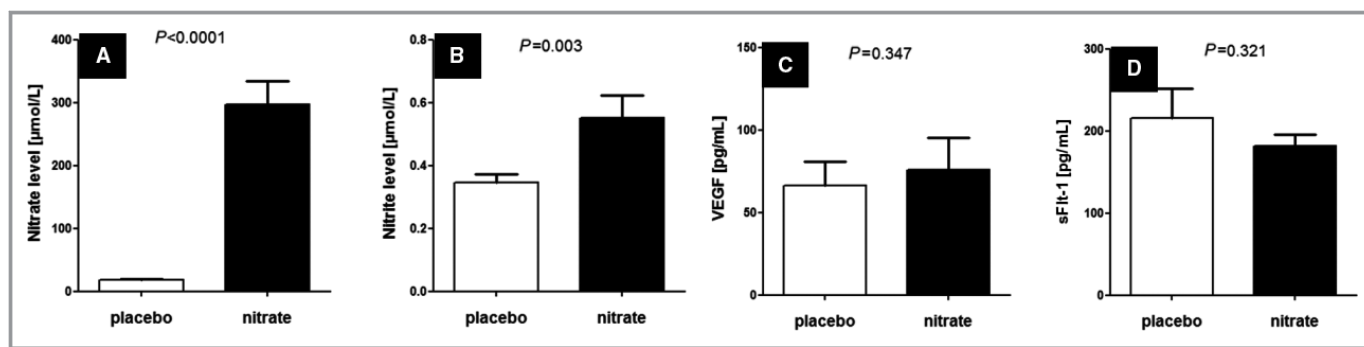 A
P<0.0001
Nitrate level [µmol/L]
400
300
200
100
0
placebo nitrate
B
P=0.003
Nitrite level [µmol/L]
0.8
0.6
0.4
0.2
0.0
placebo nitrate
C
P=0.347
VEGF [pg/mL]
150
100
50
0
placebo nitrate
D
P=0.321
sFlt-1 [pg/mL]
300
200
100
0
placebo nitrate